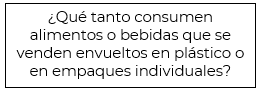 ¿Qué tanto consumen
alimentos o bebidas que se
venden envueltos en plástico o
en empaques individuales?